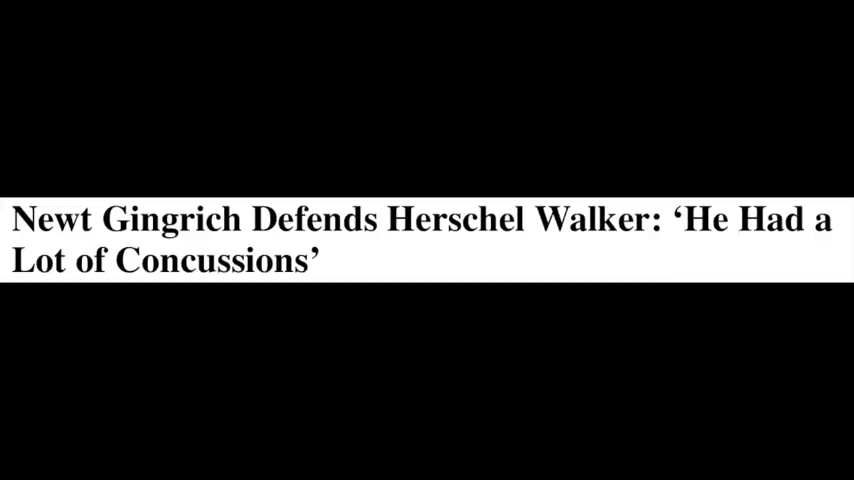 Newt Gingrich Defends Herschel Walker: ‘He Had a
Lot of Concussions’